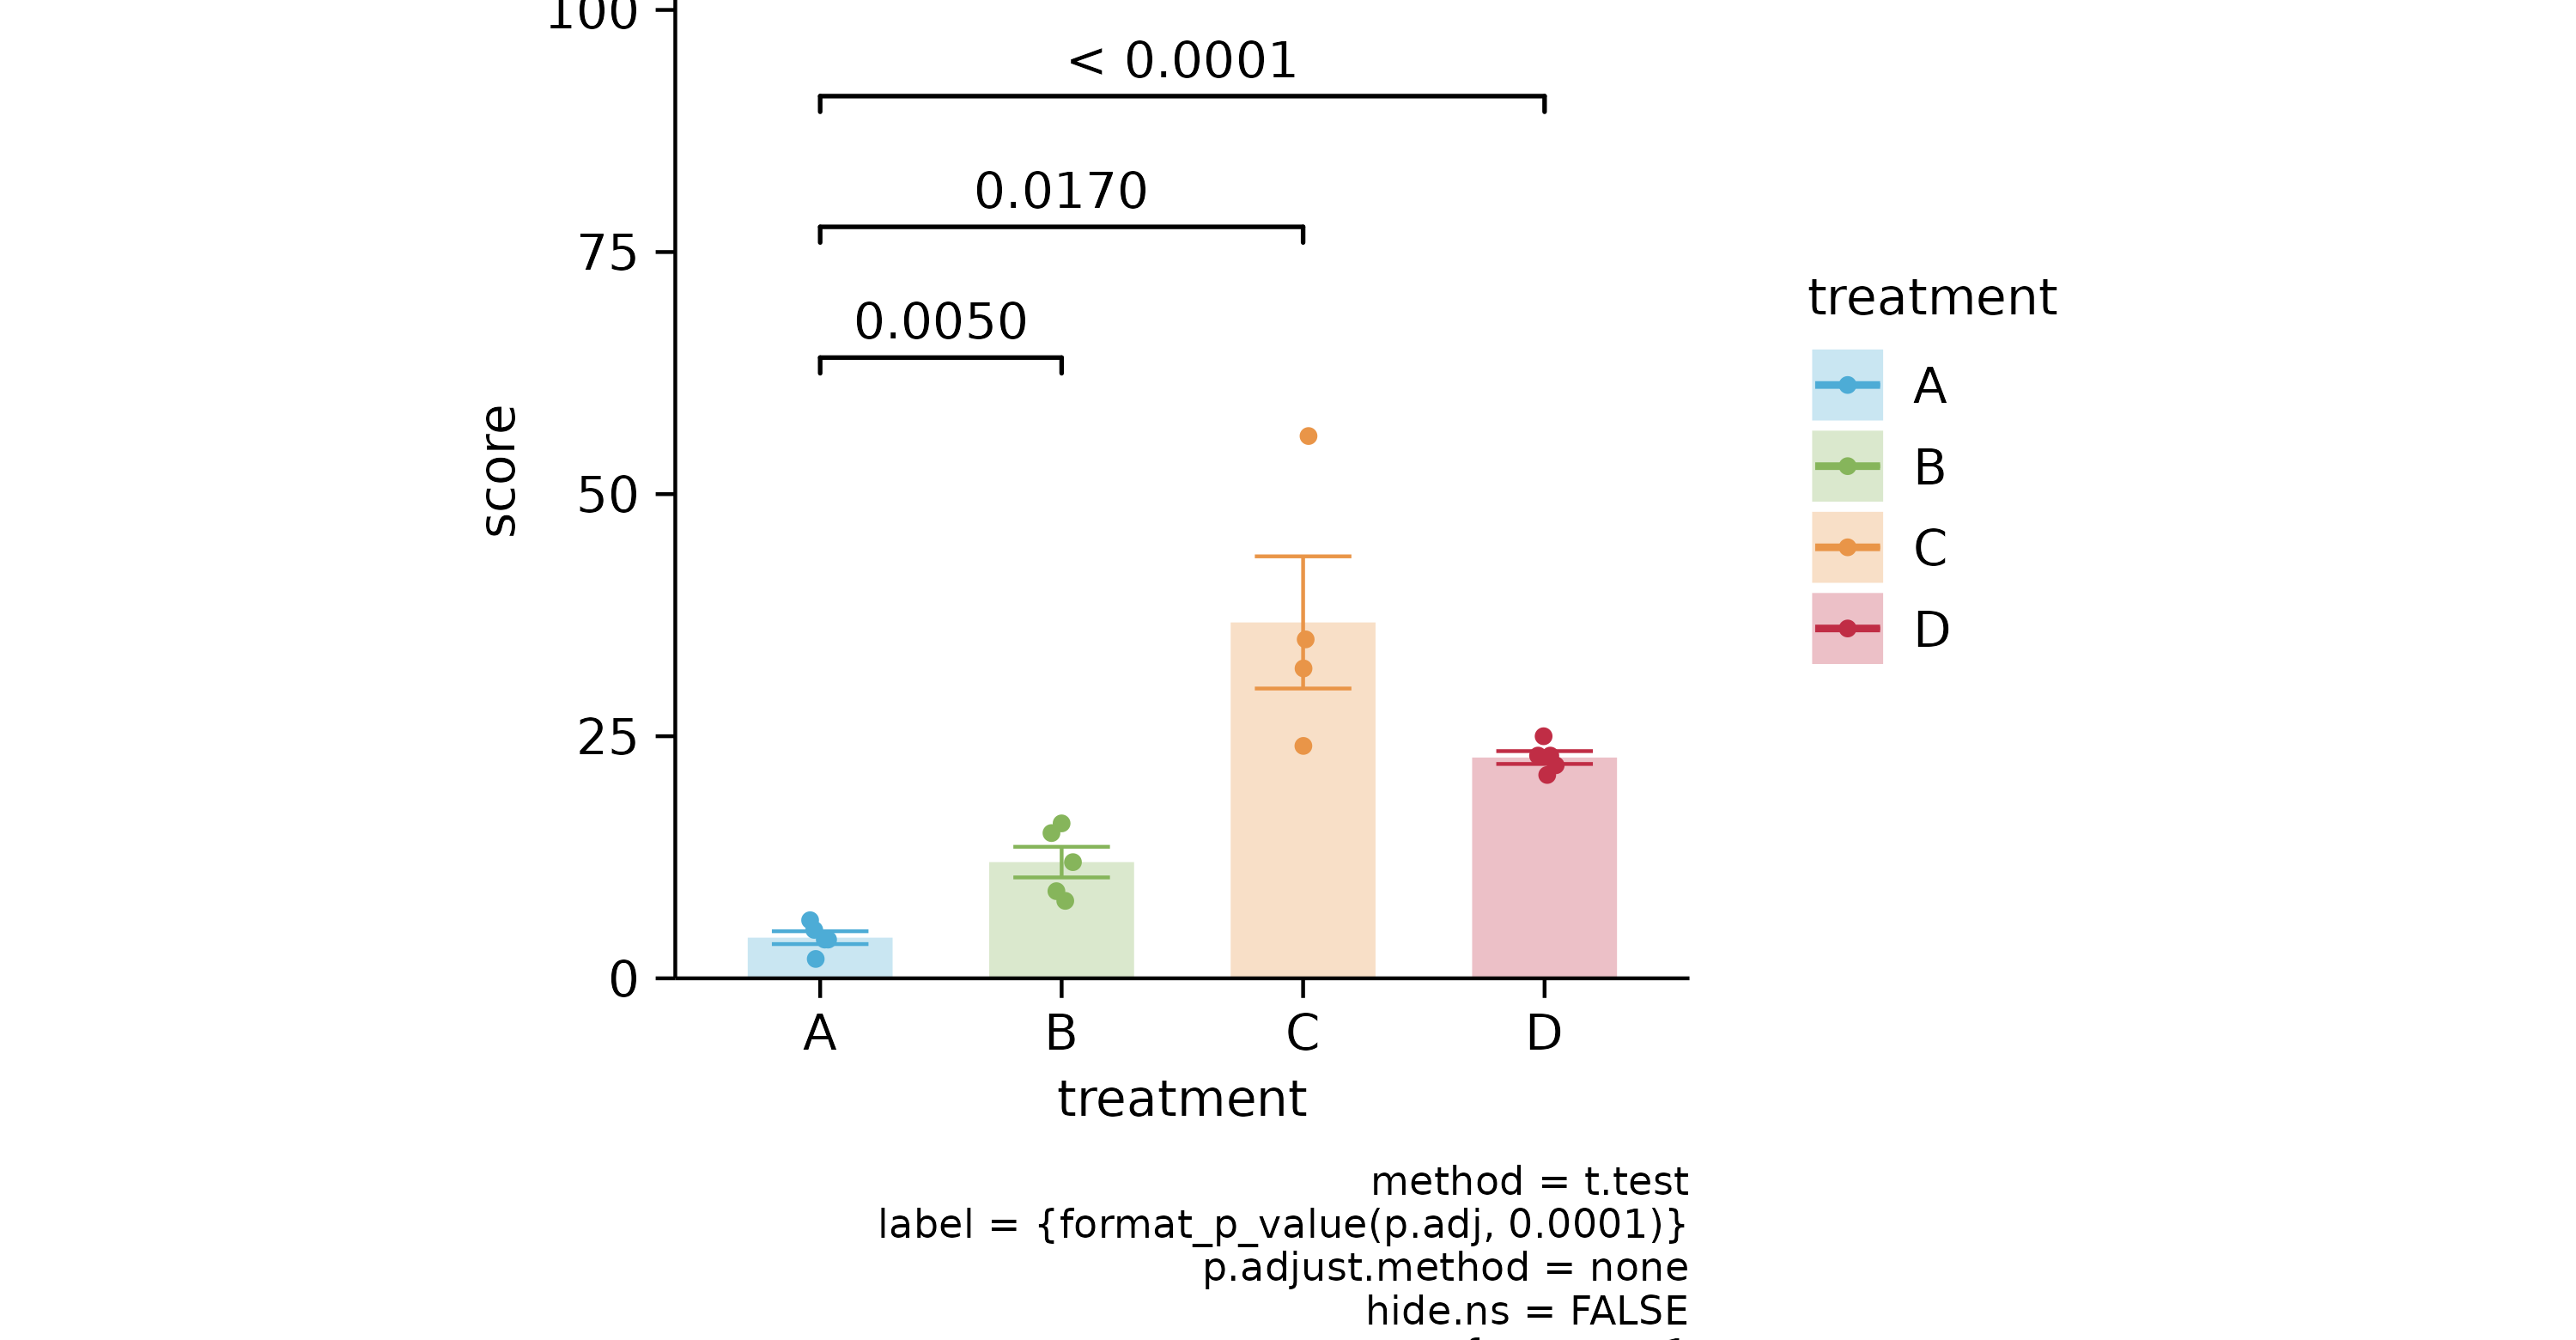 100
< 0.0001
0.0170
75
0.0050
50
25
0
score
A
B
C
D
treatment
treatment
A
B
C
D
method = t.test
label = {format_p_value(p.adj, 0.0001)}
p.adjust.method = none
hide.ns = FALSE